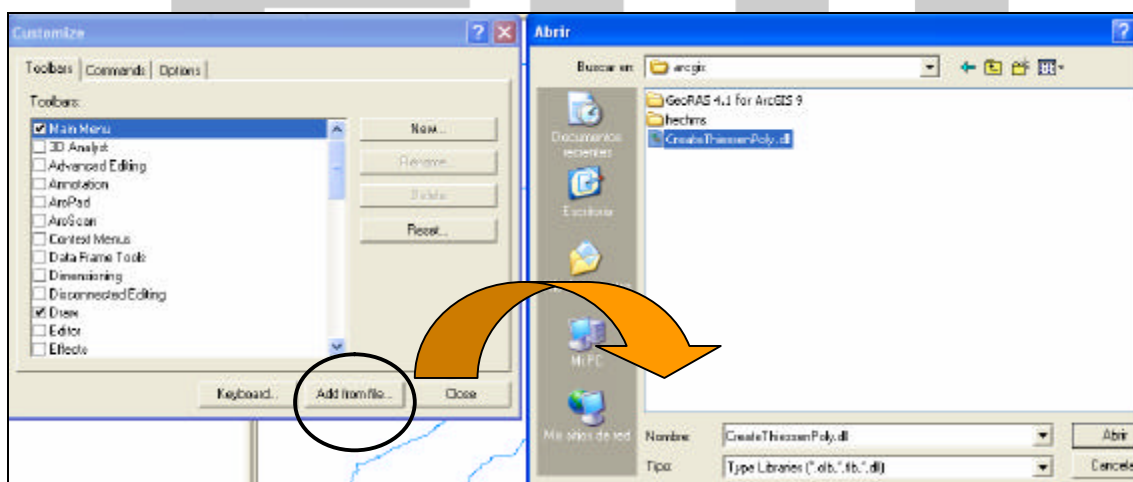 Customize
Toolbars Commands Options
Toolbars:
Main Menu
3D Analyst
Advanced Editing
Annotation
ArcPad
ArcScan
Context Menus
Data Frame Tools
Dimensioning
Disconnected Editing
Draw
Editor
Effects
New...
Rename...
Delete
Reset...
Keyboard... Add from file... Close
Abrir
Buscar en: arcgis
GeoRAS 4.1 for ArcGIS 9
hechms
CreateThiessenPoly.dll
Documentos recientes
Escritorio
Mi PC
Mis sitios de red
Nombre: CreateThiessenPoly.dll Abrir
Tipo: Type Libraries (*.olb,*.tlb,*.dll)